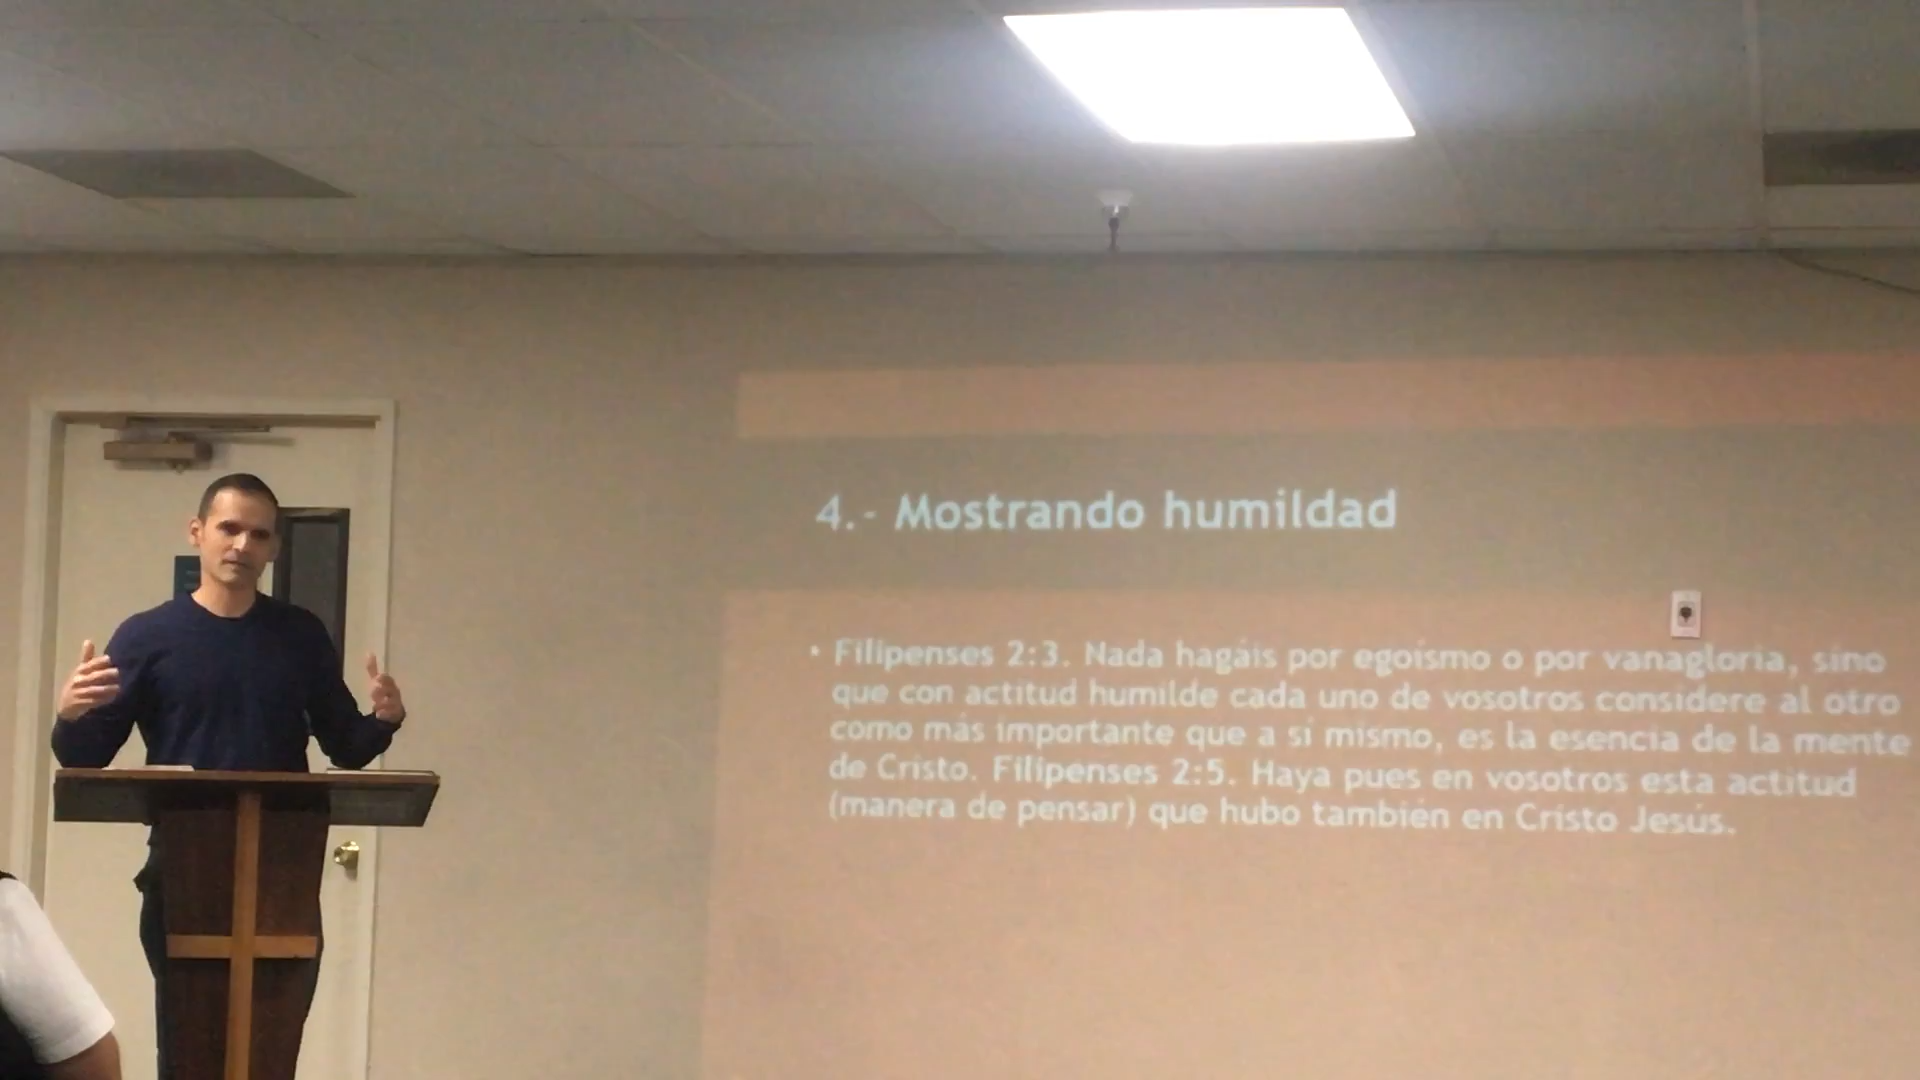 4.- Mostrando humildad
• Filipenses 2:3. Nada hagáis por egoísmo o por vanagloria, sino
que con actitud humilde cada uno de vosotros considere al otro
como más importante que a sí mismo, es la esencia de la mente
de Cristo. Filipenses 2:5. Haya pues en vosotros esta actitud
(manera de pensar) que hubo también en Cristo Jesús.